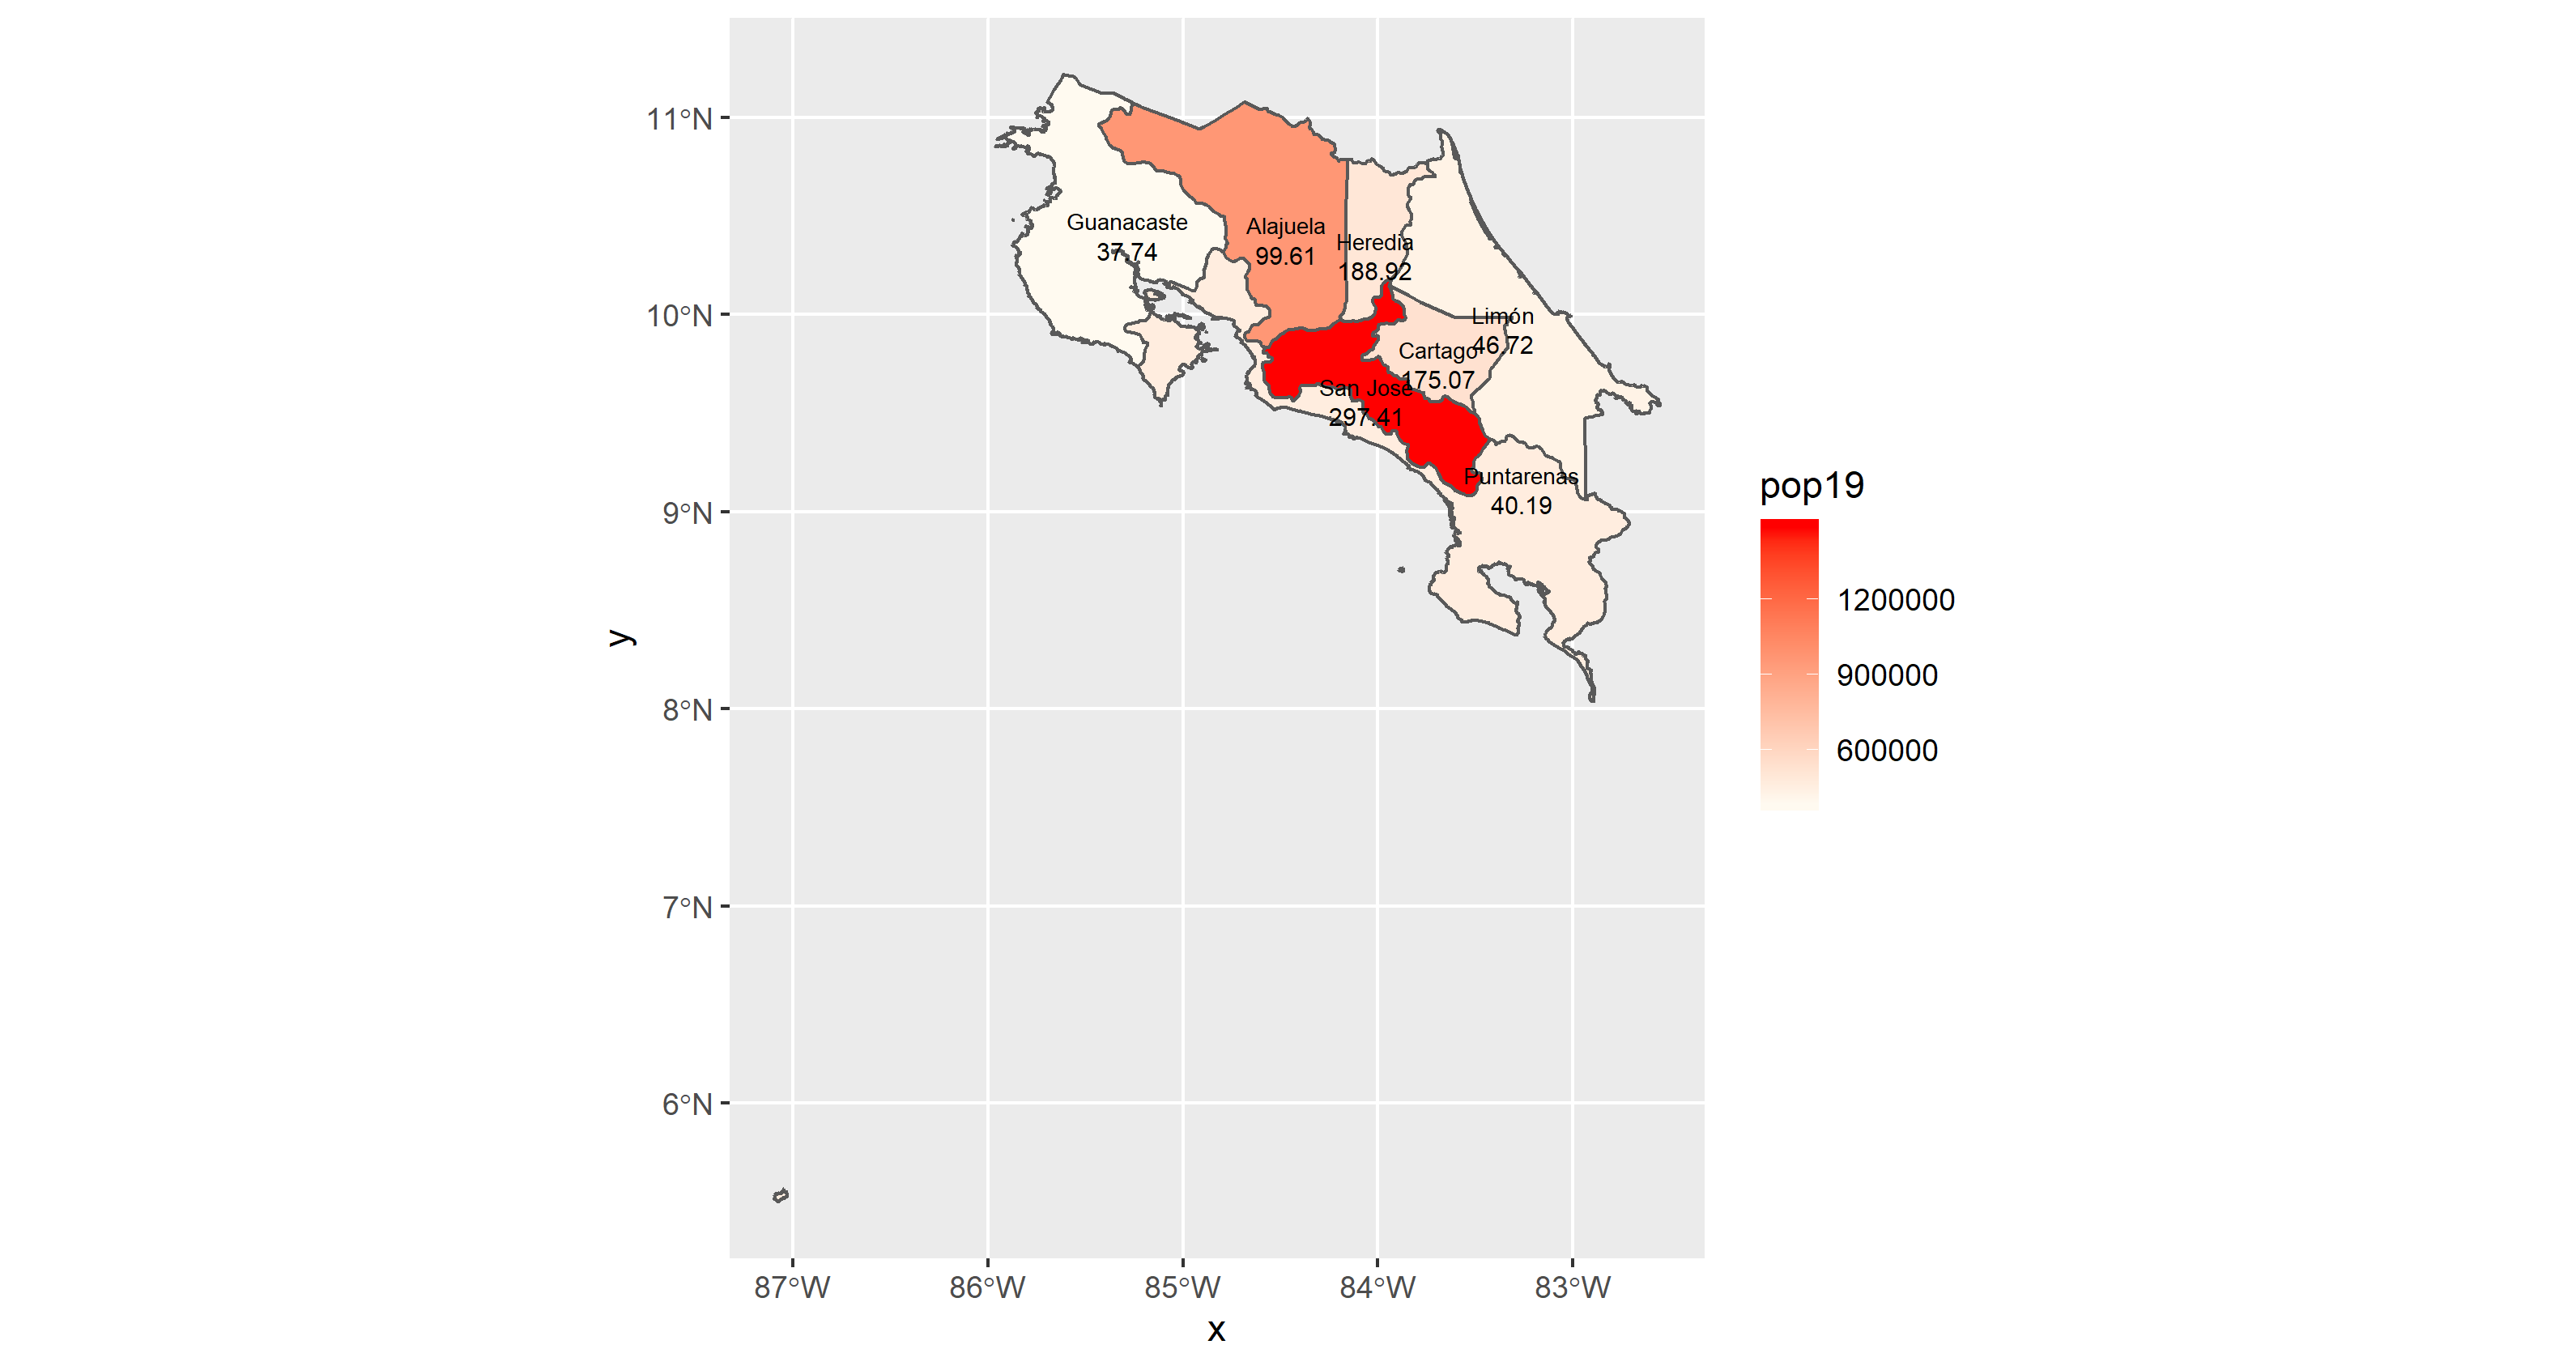 11°N
10°N
9°N
8°N
7°N
6°N
y
Guanacaste
37.74
Alajuela
99.61
Heredia
188.92
Limón
46.72
Cartago
175.07
San José
297.41
Puntarenas
40.19
87°W
86°W
85°W
84°W
83°W
x
pop19
1200000
900000
600000